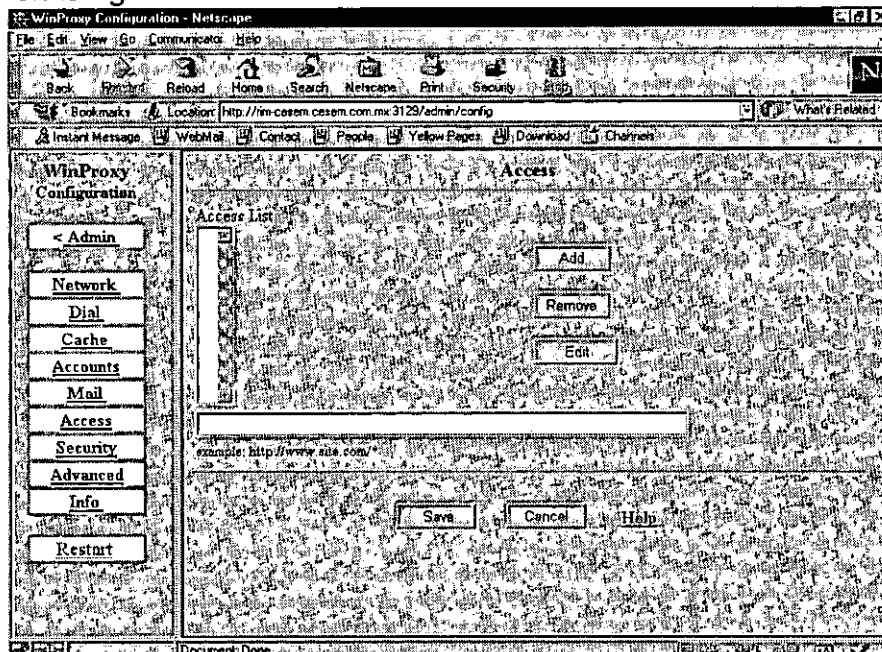 WinProxy Configuration - Netscape
File Edit View Go Communicator Help
Back Reload Home Search Netscape Print Security Stop
Bookmarks Location: http://rim-cesem.cesem.com.mx:3129/admin/config What's Related
Instant Message WebMail Contact People Yellow Pages Download Channels
WinProxy
Configuration
< Admin
Network
Dial
Cache
Accounts
Mail
Access
Security
Advanced
Info
Restart
Access
Access List
Add
Remove
Edit
example: http://www.site.com/*
Save Cancel Help
Document: Done